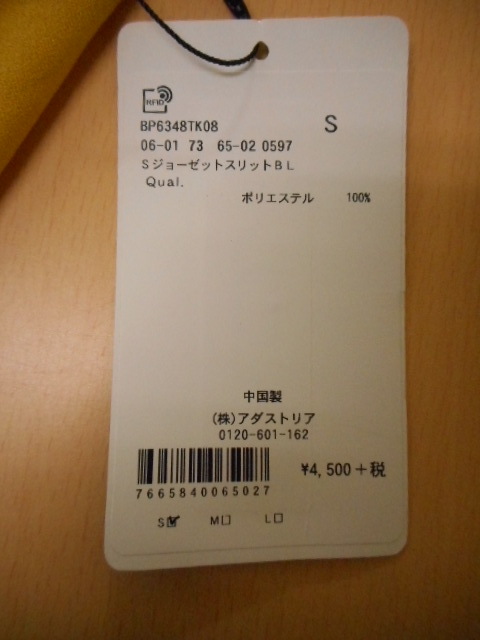 RFID
BP6348TK08 S
06-01 73 65-02 0597
SジョーゼットスリットBL
Qual.
ポリエステル 100%
中国製
(株)アダストリア
0120-601-162
¥4,500+税
7665840065027
S☑ M☐ L☐